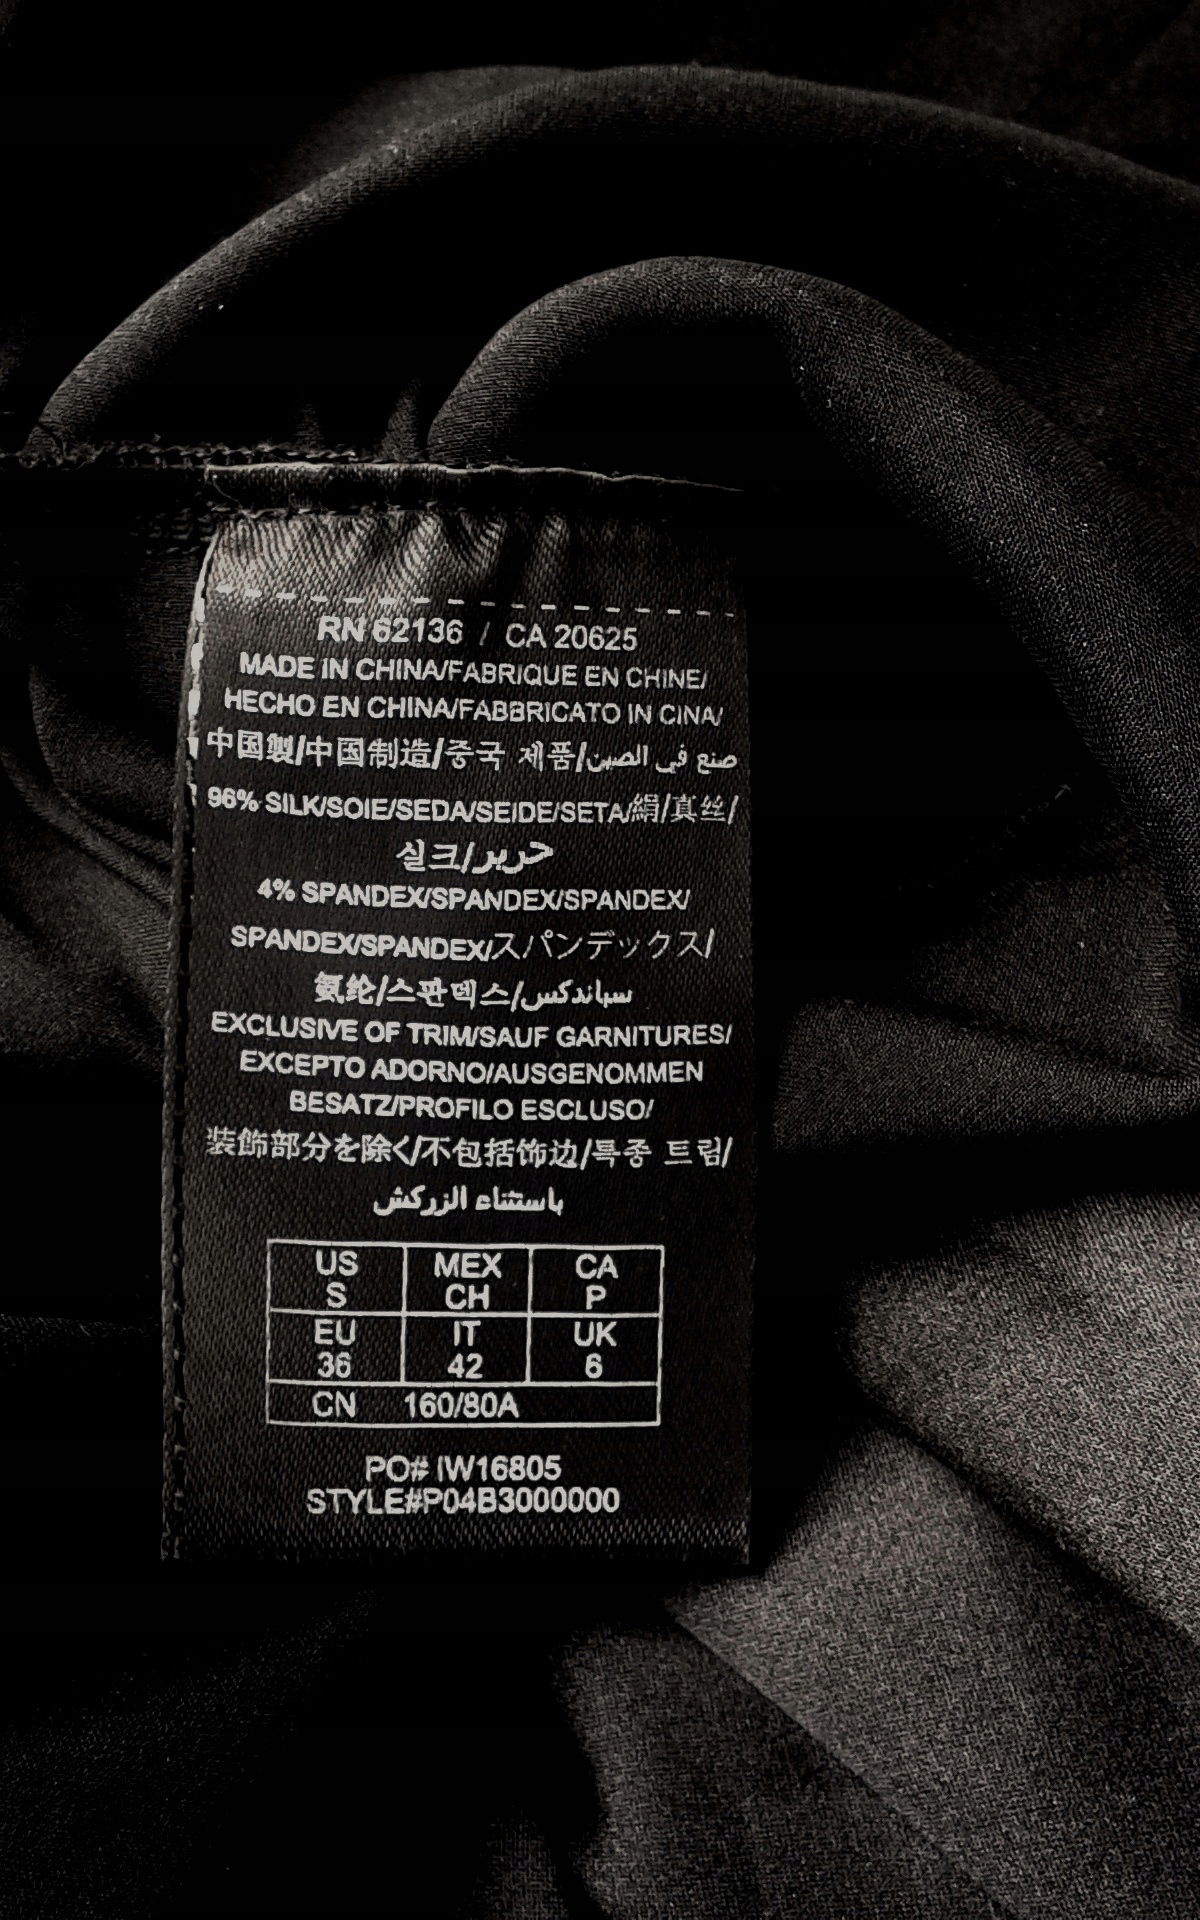 RN 62136 / CA 20625
MADE IN CHINA/FABRIQUE EN CHINE/
HECHO EN CHINA/FABBRICATO IN CINA/
中国製/中国制造/중국 제품/صنع في الصين
96% SILK/SOIE/SEDA/SEIDE/SETA/絹/真丝/
실크/حرير
4% SPANDEX/SPANDEX/SPANDEX/
SPANDEX/SPANDEX/スパンデックス/
氨纶/스판덱스/سباندكس
EXCLUSIVE OF TRIM/SAUF GARNITURES/
EXCEPTO ADORNO/AUSGENOMMEN
BESATZ/PROFILO ESCLUSO/
装飾部分を除く/不包括饰边/특종 트림/
باستثناء الزركش
US MEX CA
S CH P
EU IT UK
36 42 6
CN 160/80A
PO# IW16805
STYLE#P04B3000000